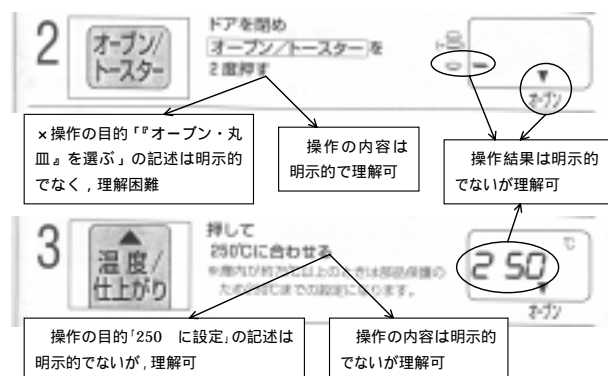 2
オーブン/
トースター
ドアを閉め
オーブン/トースター を
2度押す
オーブン
×操作の目的「『オーブン・丸
皿』を選ぶ」の記述は明示的
でなく,理解困難
操作の内容は
明示的で理解可
操作結果は明示的
でないが理解可
3
温度/
仕上がり
押して
250℃に合わせる
250
℃
オーブン
操作の目的「250 に設定」の記述は
明示的でないが,理解可
操作の内容は明示的
でないが理解可